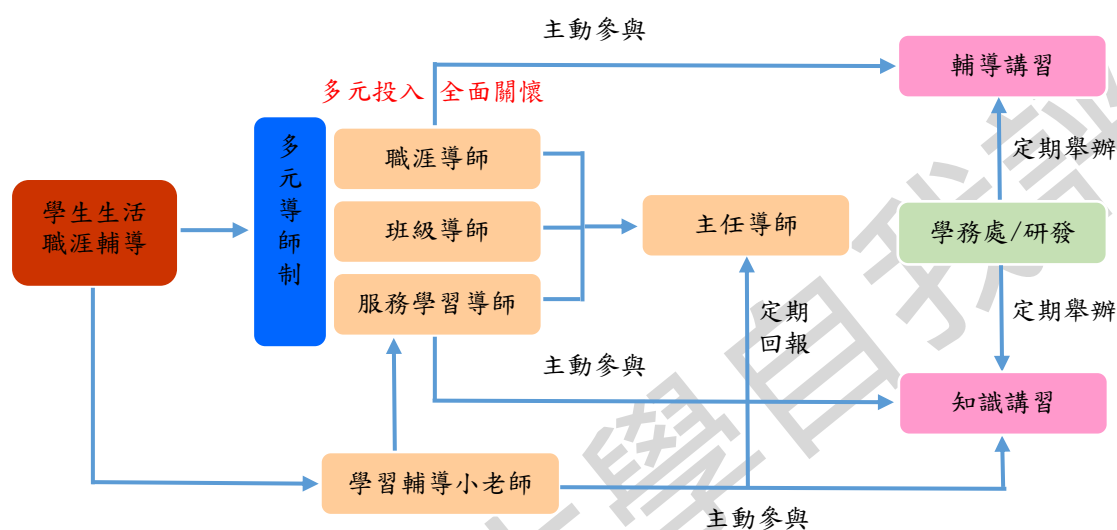 主動參與
輔導講習
多元投入 全面關懷
多元導師制
職涯導師
定期舉辦
學生生活
職涯輔導
班級導師
主任導師
學務處/研發
服務學習導師
定期
回報
定期舉辦
主動參與
知識講習
學習輔導小老師
主動參與
學自我